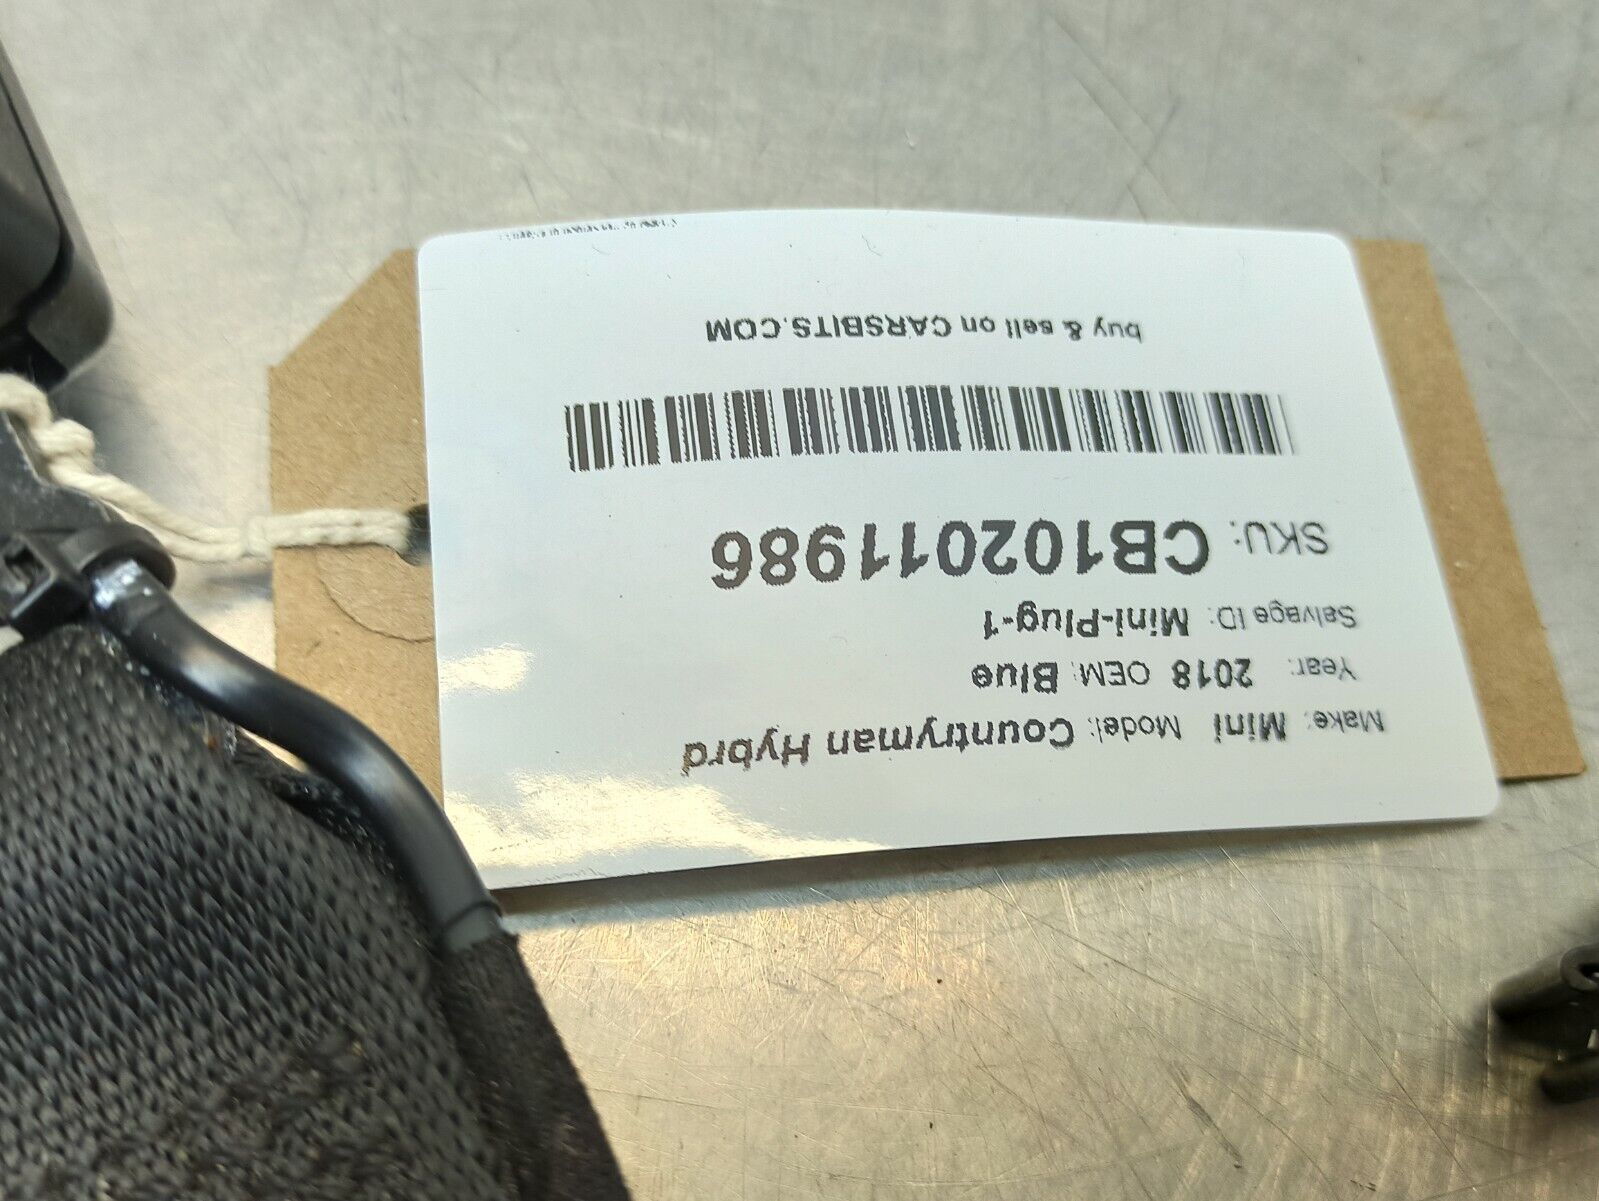 Make: Mini Model: Countryman Hybrd
Year: 2018 OEM: Blue
Salvage ID: Mini-Plug-1
SKU: CB102011986
buy & sell on CARSBITS.COM